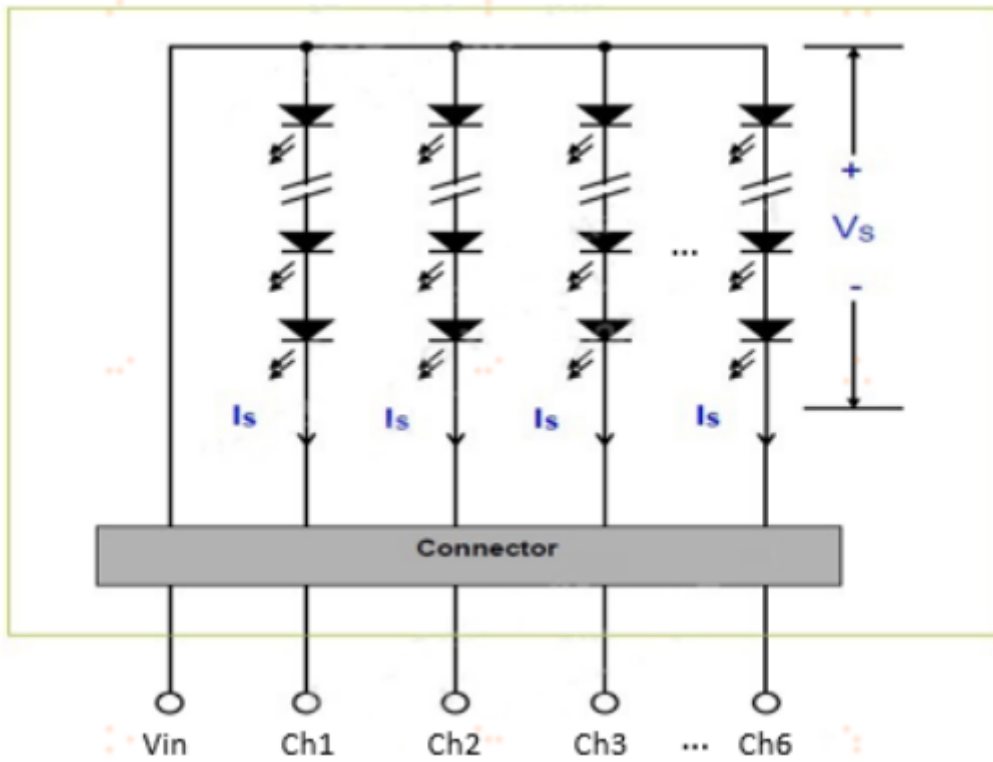 +
Vs
-
...
Is Is Is Is
Connector
Vin Ch1 Ch2 Ch3 ... Ch6